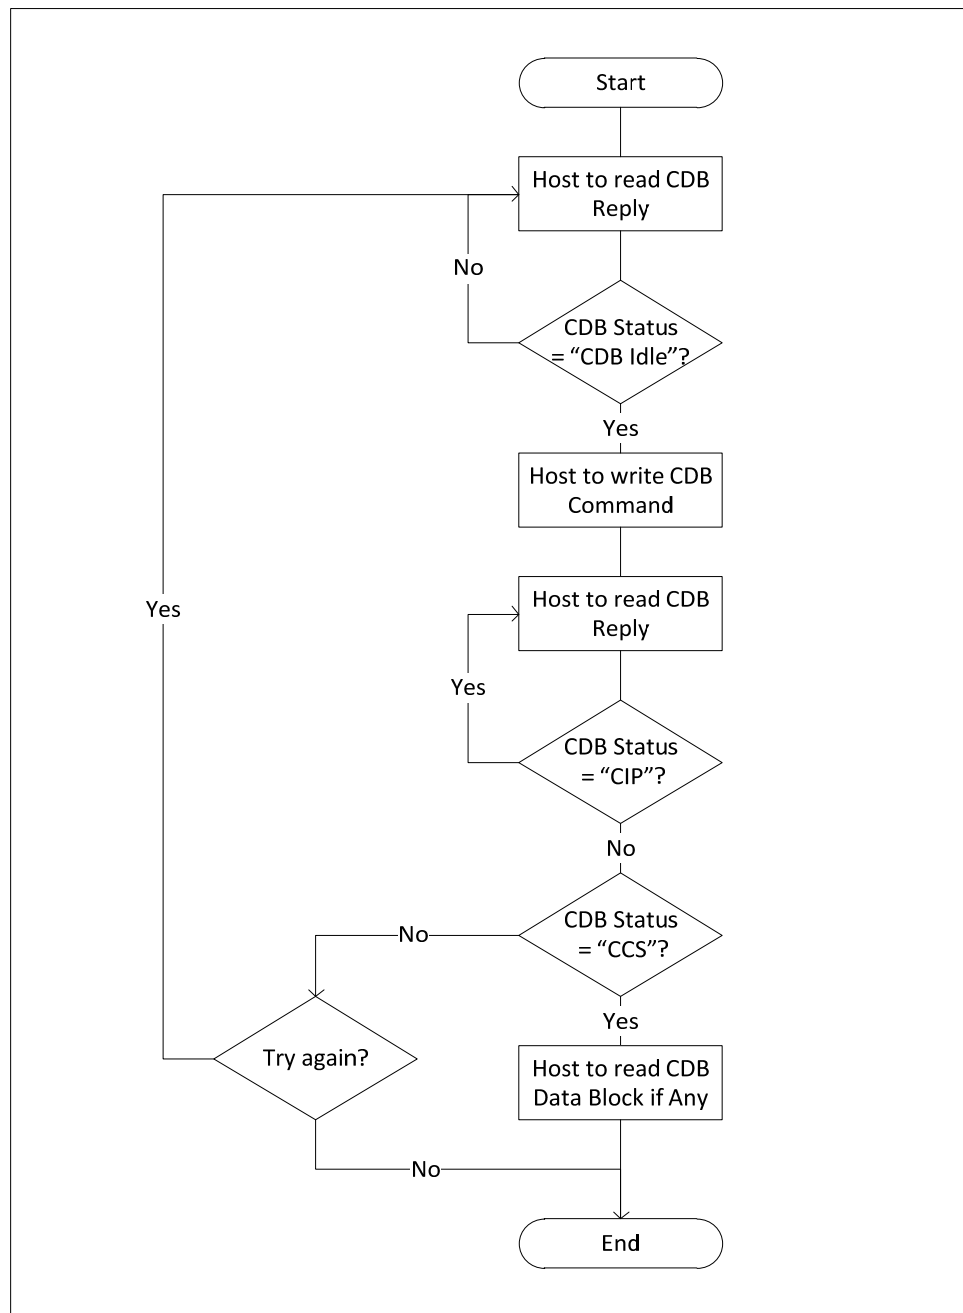 Start
Host to read CDB
Reply
No
CDB Status
= “CDB Idle”?
Yes
Host to write CDB
Command
Host to read CDB
Reply
Yes
Yes
CDB Status
= “CIP”?
No
CDB Status
= “CCS”?
No
Yes
Try again?
Host to read CDB
Data Block if Any
No
End